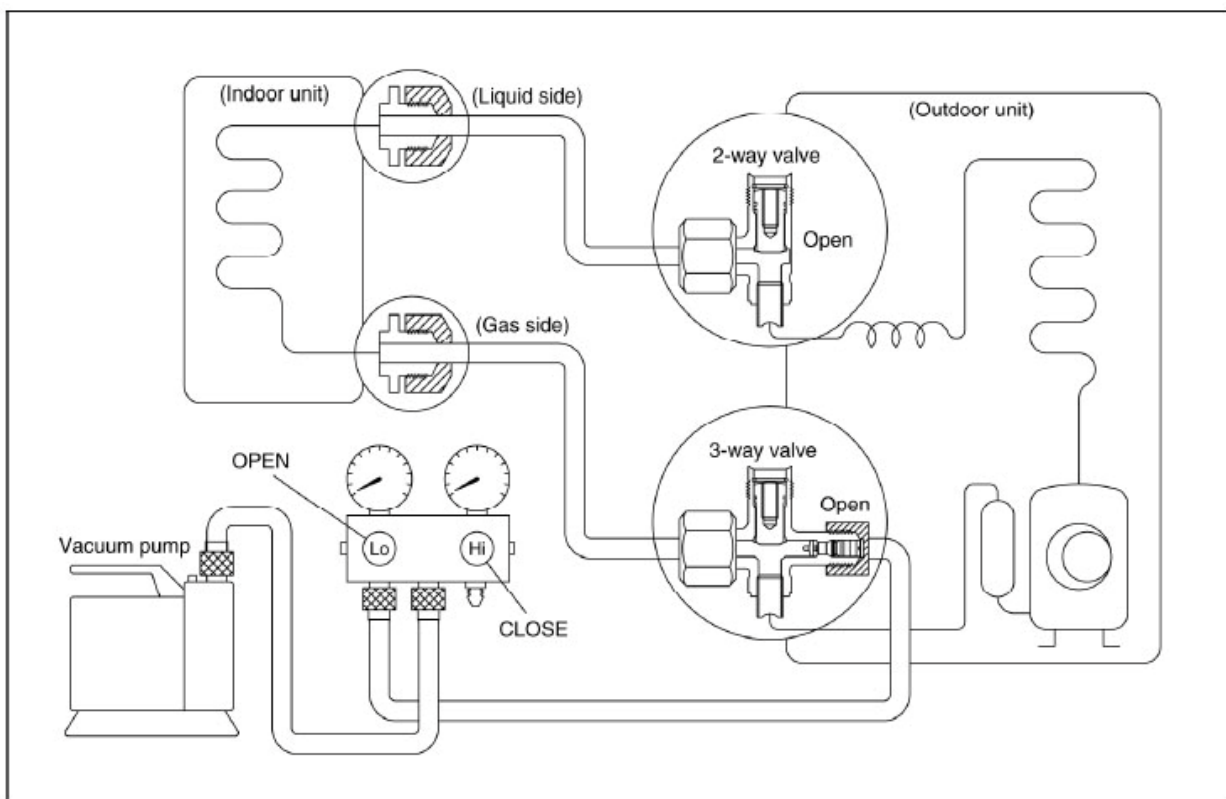 (Indoor unit)
(Liquid side)
(Outdoor unit)
2-way valve
Open
(Gas side)
3-way valve
Open
OPEN
Lo
Hi
Vacuum pump
CLOSE